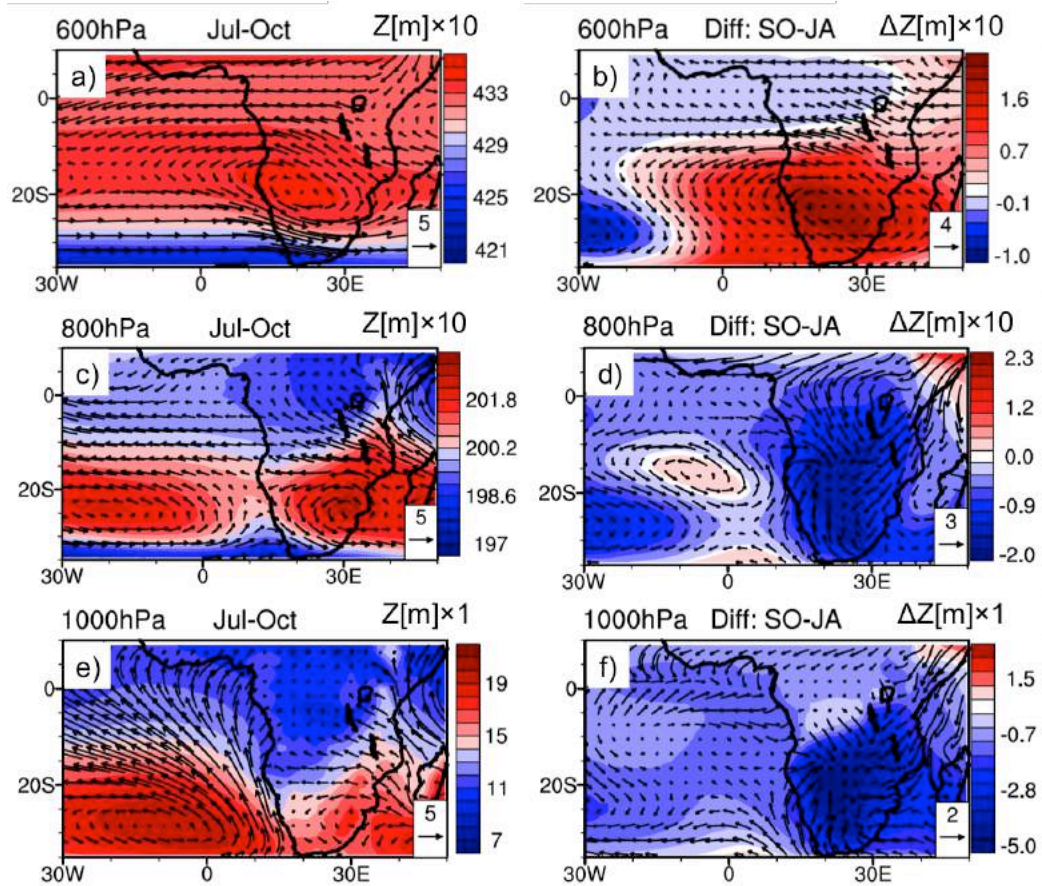 600hPa Jul-Oct Z[m]×10
a)
0
20S
30W 0 30E
5
433
429
425
421
600hPa Diff: SO-JA ΔZ[m]×10
b)
0
20S
30W 0 30E
4
1.6
0.7
-0.1
-1.0
800hPa Jul-Oct Z[m]×10
c)
0
20S
30W 0 30E
5
201.8
200.2
198.6
197
800hPa Diff: SO-JA ΔZ[m]×10
d)
0
20S
30W 0 30E
3
2.3
1.2
0.0
-0.9
-2.0
1000hPa Jul-Oct Z[m]×1
e)
0
20S
30W 0 30E
5
19
15
11
7
1000hPa Diff: SO-JA ΔZ[m]×1
f)
0
20S
30W 0 30E
2
1.5
-0.7
-2.8
-5.0